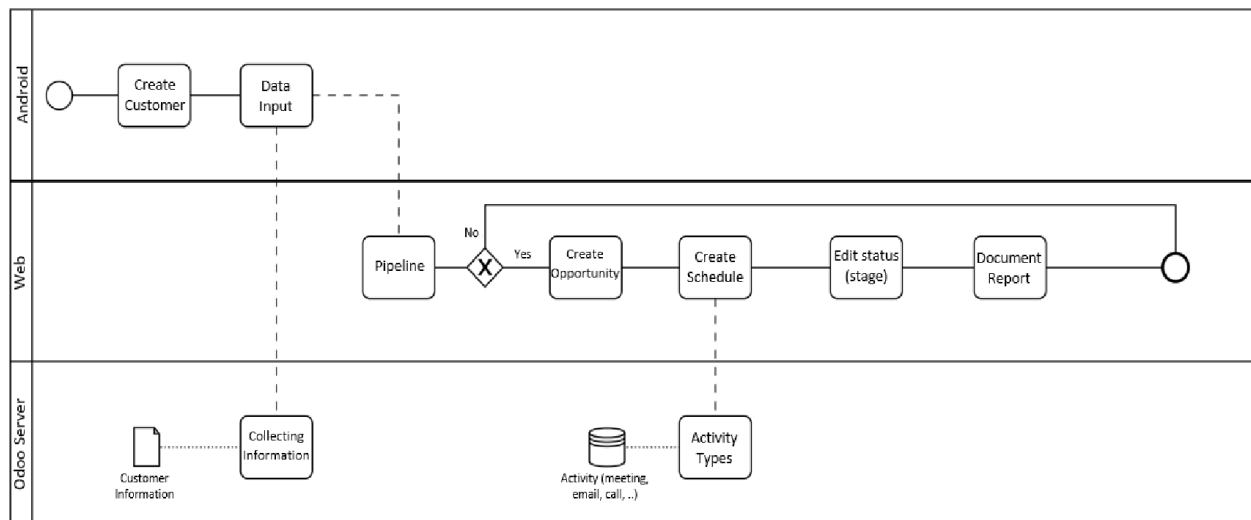 Android
Create
Customer
Data
Input
Web
Pipeline
No
X
Yes
Create
Opportunity
Create
Schedule
Edit status
(stage)
Document
Report
Odoo Server
Customer
Information
Collecting
Information
Activity (meeting,
email, call, ..)
Activity
Types